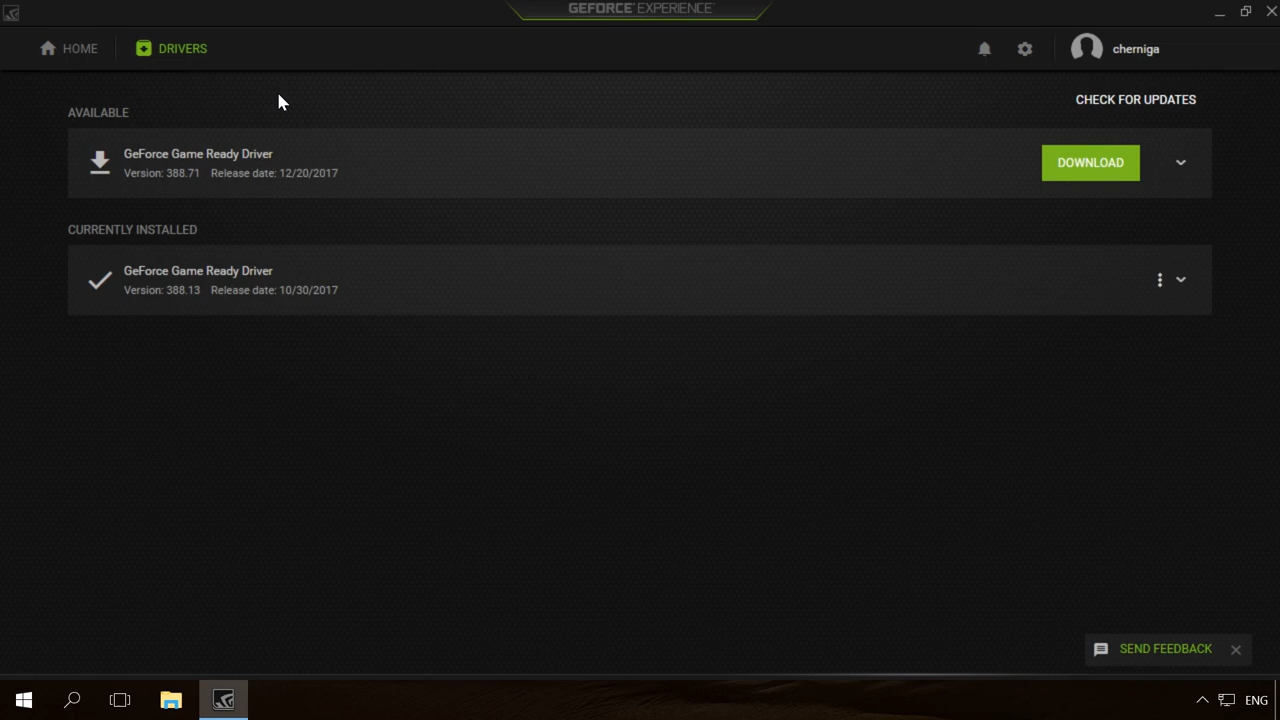 GEFORCE® EXPERIENCE™
HOME
DRIVERS
cherniga
AVAILABLE
CHECK FOR UPDATES
GeForce Game Ready Driver
Version: 388.71 Release date: 12/20/2017
DOWNLOAD
CURRENTLY INSTALLED
GeForce Game Ready Driver
Version: 388.13 Release date: 10/30/2017
SEND FEEDBACK
ENG